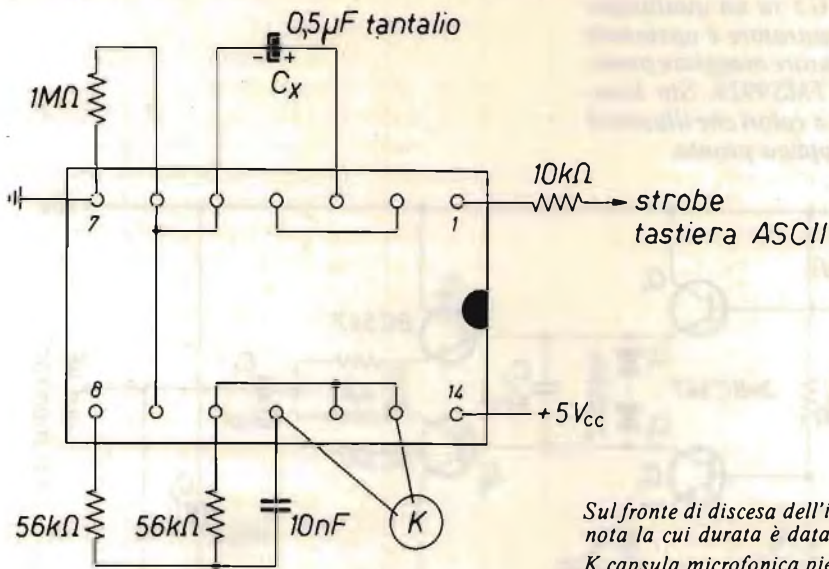 0,5µF tantalio
- +
Cx
1MΩ
10kΩ
7
1
strobe
tastiera ASCII
8
14
+5Vcc
56kΩ
56kΩ
10nF
K
Sul fronte di discesa dell'i
nota la cui durata è data
K capsula microfonica pie